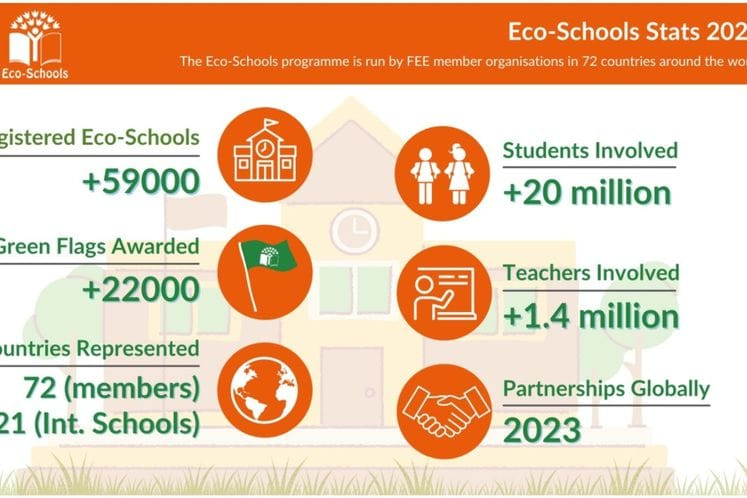 Eco-Schools Stats 202
The Eco-Schools programme is run by FEE member organisations in 72 countries around the wor
Eco-Schools
gistered Eco-Schools
+59000
Green Flags Awarded
+22000
ountries Represented
72 (members)
21 (Int. Schools)
Students Involved
+20 million
Teachers Involved
+1.4 million
Partnerships Globally
2023